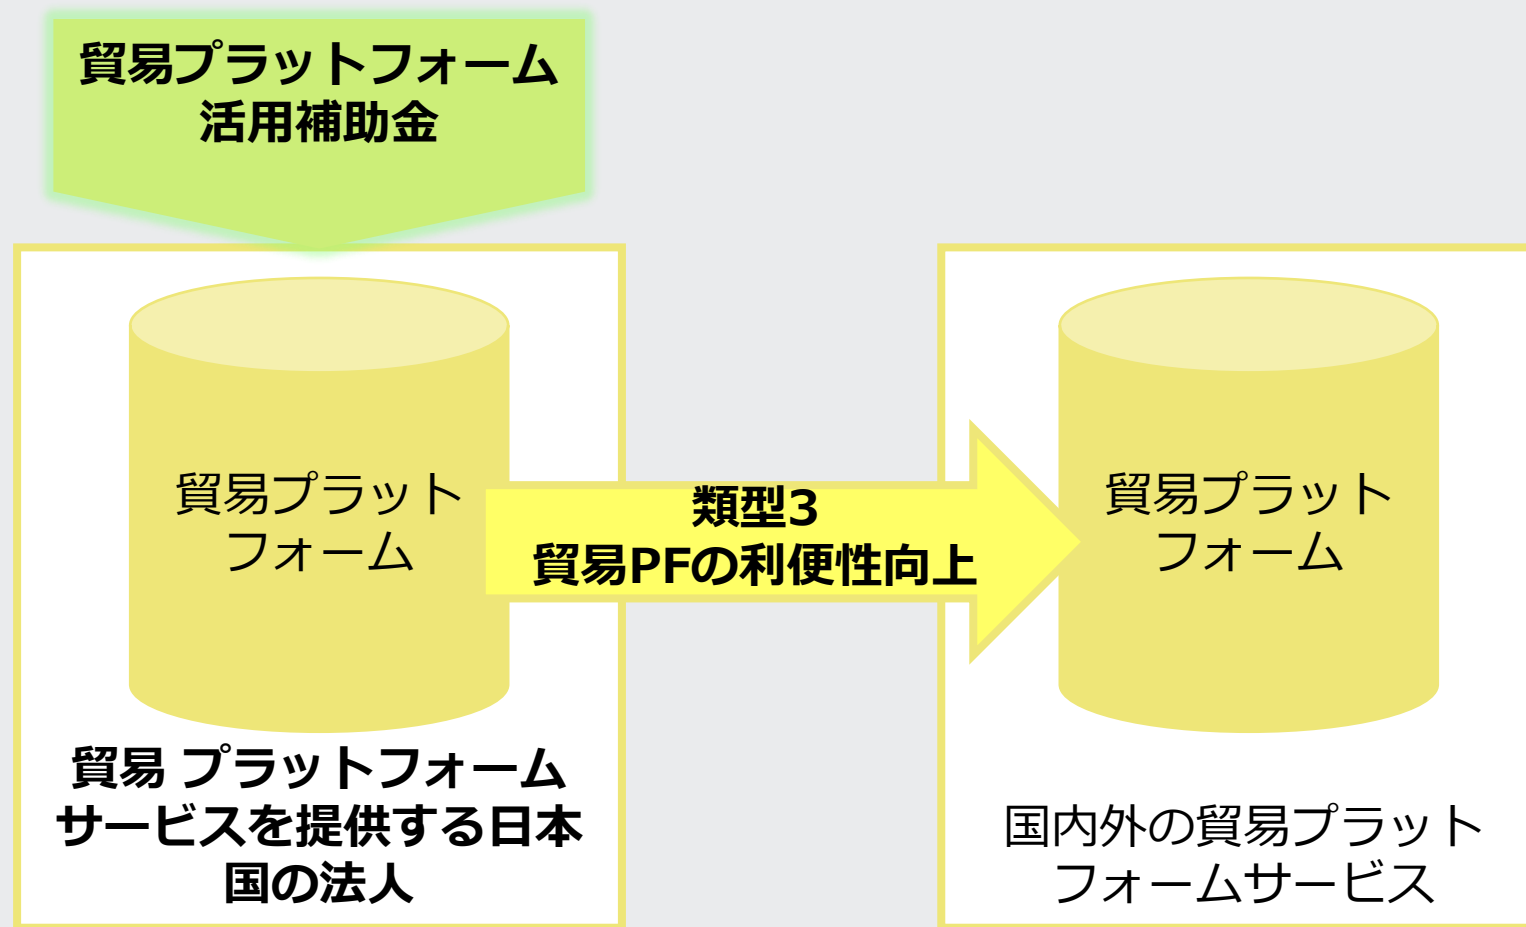 貿易プラットフォーム
活用補助金
貿易プラット
フォーム
類型3
貿易PFの利便性向上
貿易プラット
フォーム
貿易 プラットフォーム
サービスを提供する日本
国の法人
国内外の貿易プラット
フォームサービス